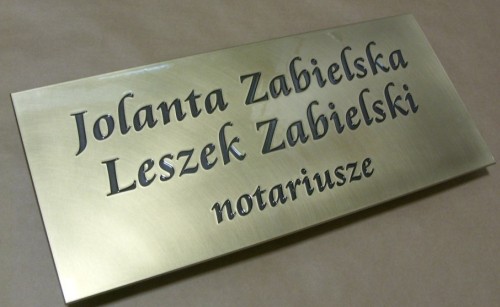 Jolanta Zabielska
Leszek Zabielski
notariusze